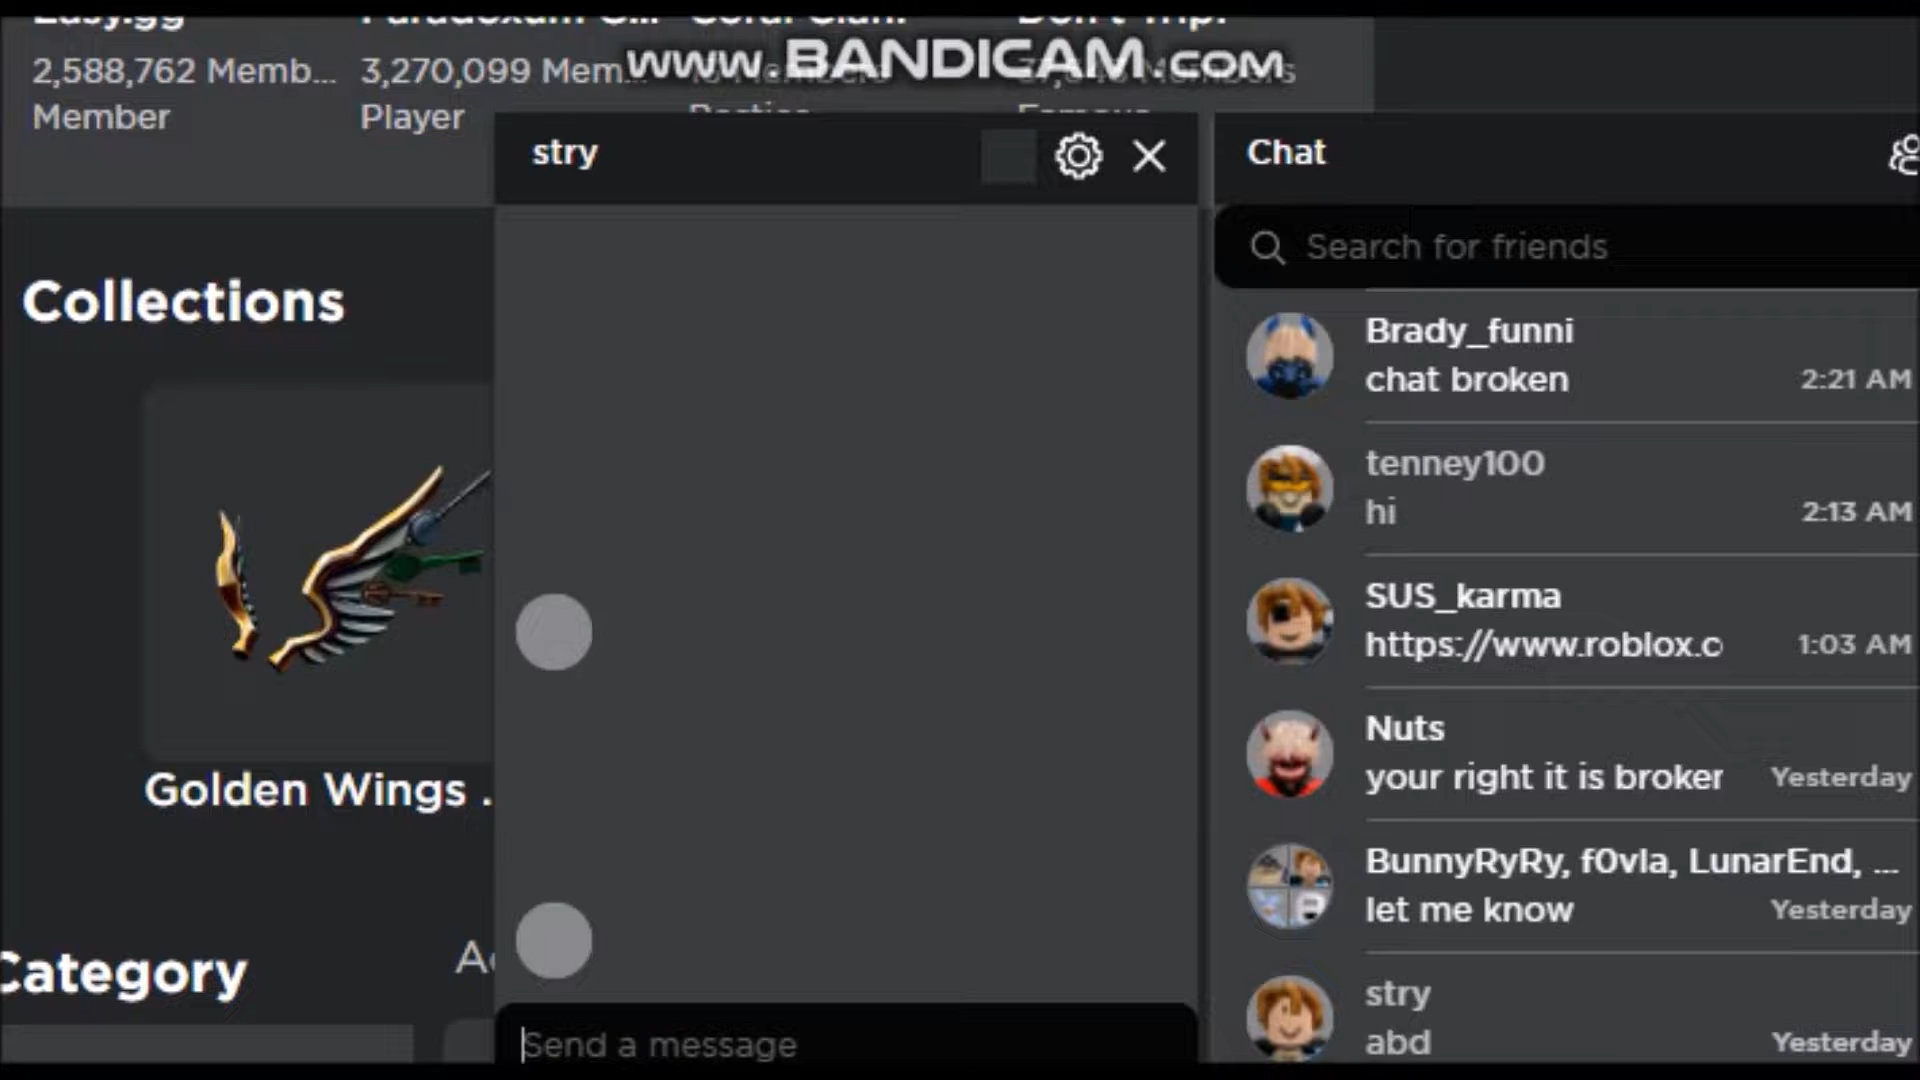 2,588,762 Memb...
3,270,099 Mem...
www.BANDICAM.com
Members
Member
Player
stry
Chat
Search for friends
Collections
Brady_funni
chat broken
2:21 AM
tenney100
hi
2:13 AM
SUS_karma
https://www.roblox.c
1:03 AM
Nuts
your right it is broken
Yesterday
Golden Wings .
BunnyRyRy, f0vla, LunarEnd, ...
let me know
Yesterday
Category
stry
abd
Yesterday
Send a message